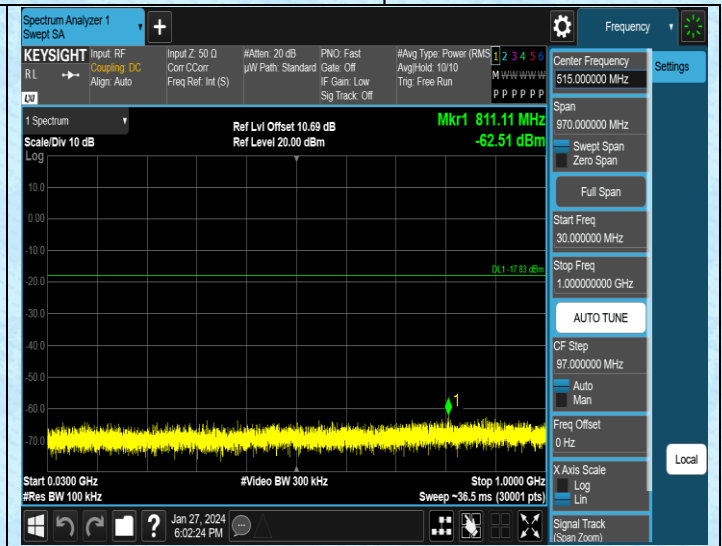 Spectrum Analyzer 1
Swept SA
+
Frequency
KEYSIGHT
RL
LXI
Input: RF
Coupling: DC
Align: Auto
Input Z: 50 Ω
Corr CCorr
Freq Ref: Int (S)
#Atten: 20 dB
µW Path: Standard
PNO: Fast
Gate: Off
IF Gain: Low
Sig Track: Off
#Avg Type: Power (RMS
Avg|Hold: 10/10
Trig: Free Run
1 2 3 4 5 6
M W W W W W
P P P P P P
Center Frequency
515.000000 MHz
Settings
Span
970.000000 MHz
Swept Span
Zero Span
Full Span
Start Freq
30.000000 MHz
Stop Freq
1.000000000 GHz
AUTO TUNE
CF Step
97.000000 MHz
Auto
Man
Freq Offset
0 Hz
X Axis Scale
Log
Lin
Signal Track
(Span Zoom)
Local
1 Spectrum
Scale/Div 10 dB
Log
Ref Lvl Offset 10.69 dB
Ref Level 20.00 dBm
Mkr1 811.11 MHz
-62.51 dBm
10.0
0.00
-10.0
DL1 -17.83 dBm
-20.0
-30.0
-40.0
-50.0
-60.0
1
-70.0
Start 0.0300 GHz
#Res BW 100 kHz
#Video BW 300 kHz
Stop 1.0000 GHz
Sweep ~36.5 ms (30001 pts)
?
Jan 27, 2024
6:02:24 PM